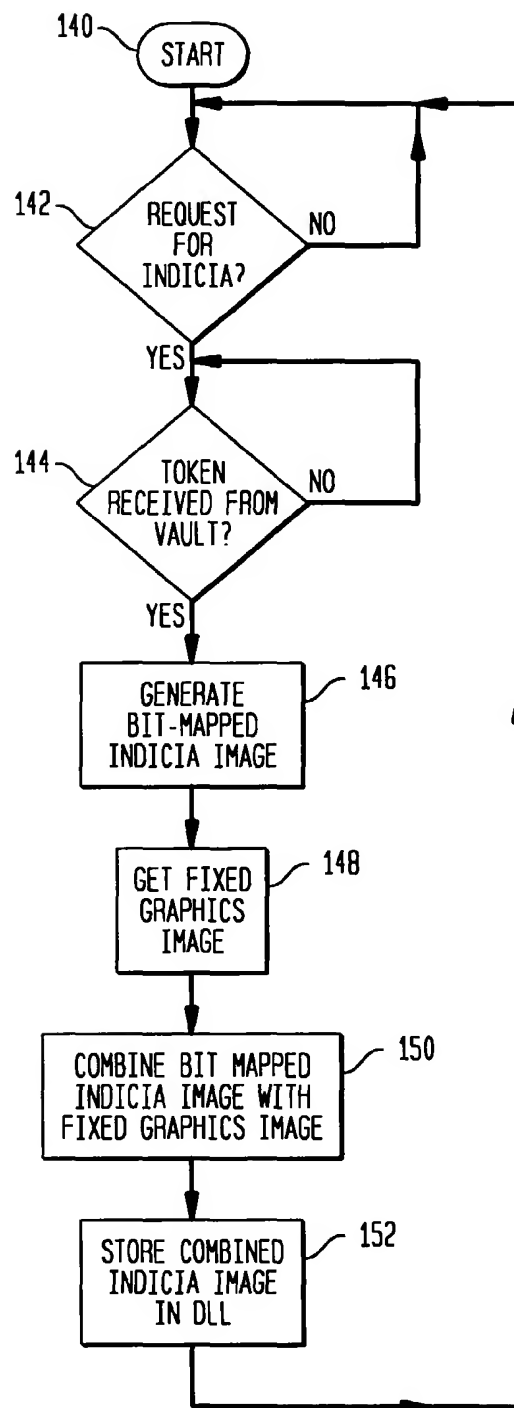 140
START
142
REQUEST
FOR
INDICIA?
NO
YES
144
TOKEN
RECEIVED FROM
VAULT?
NO
YES
146
GENERATE
BIT-MAPPED
INDICIA IMAGE
148
GET FIXED
GRAPHICS
IMAGE
150
COMBINE BIT MAPPED
INDICIA IMAGE WITH
FIXED GRAPHICS IMAGE
152
STORE COMBINED
INDICIA IMAGE
IN DLL